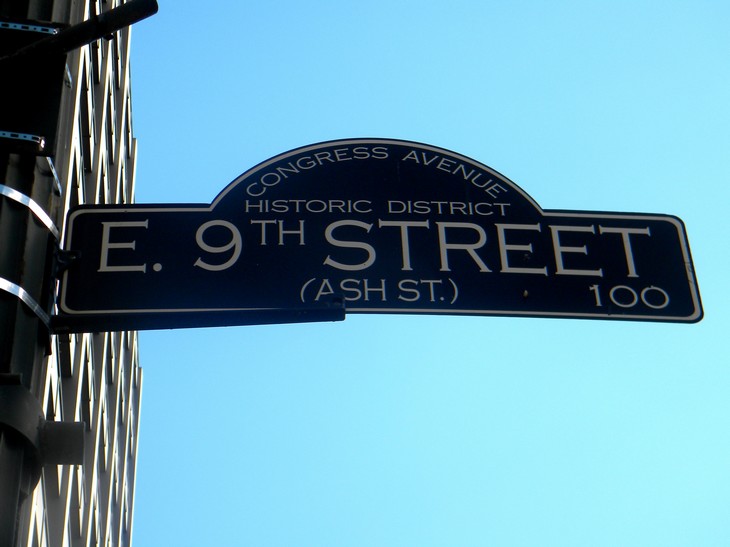 CONGRESS AVENUE
HISTORIC DISTRICT
E. 9TH STREET
(ASH ST.)
100